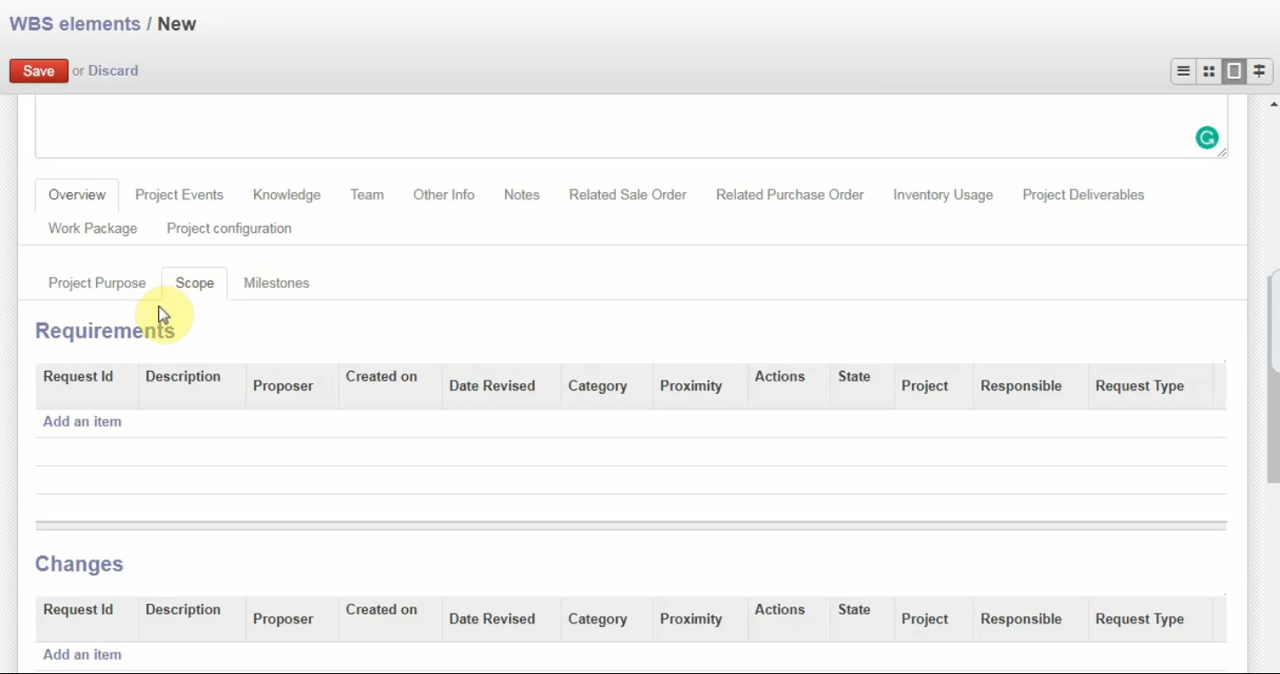 WBS elements / New
Save or Discard
Overview Project Events Knowledge Team Other Info Notes Related Sale Order Related Purchase Order Inventory Usage Project Deliverables
Work Package Project configuration
Project Purpose Scope Milestones
Requirements
Request Id Description Proposer Created on Date Revised Category Proximity Actions State Project Responsible Request Type
Add an item
Changes
Request Id Description Proposer Created on Date Revised Category Proximity Actions State Project Responsible Request Type
Add an item